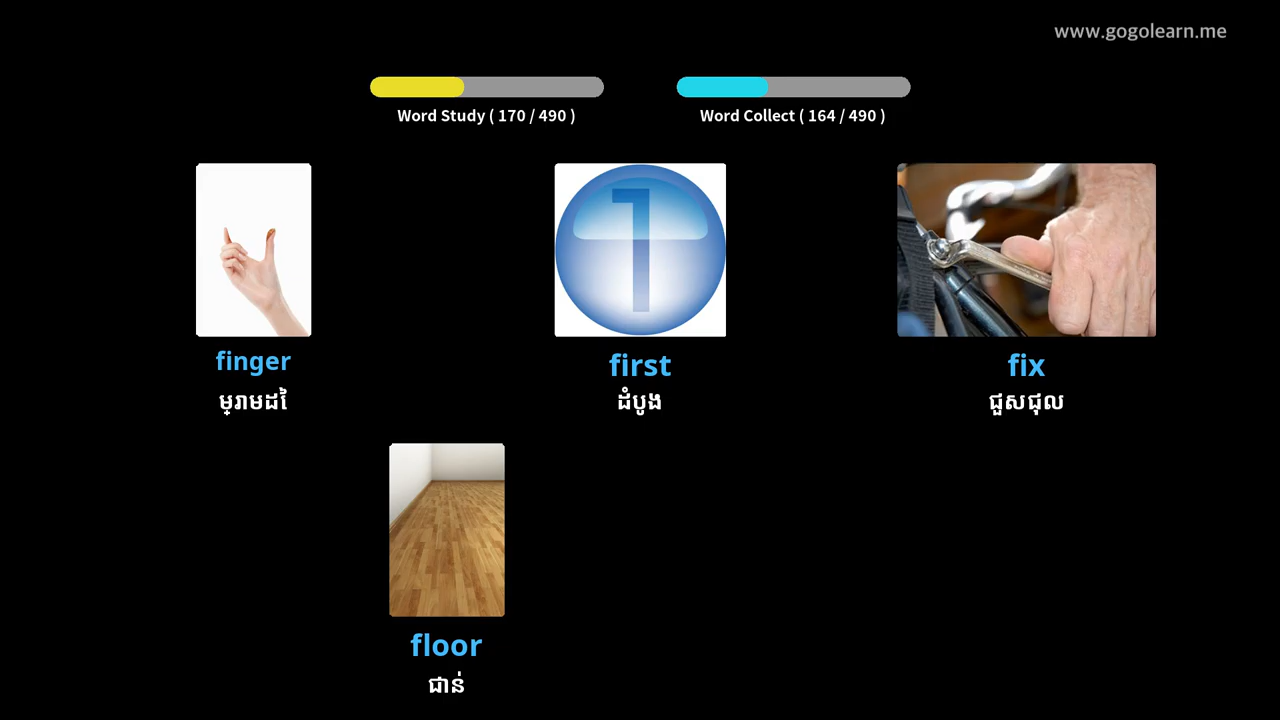 www.gogolearn.me
Word Study ( 170 / 490 )
Word Collect ( 164 / 490 )
1
finger
first
fix
ម្រាមដៃ
ដំបូង
ជួសជុល
floor
ជាន់